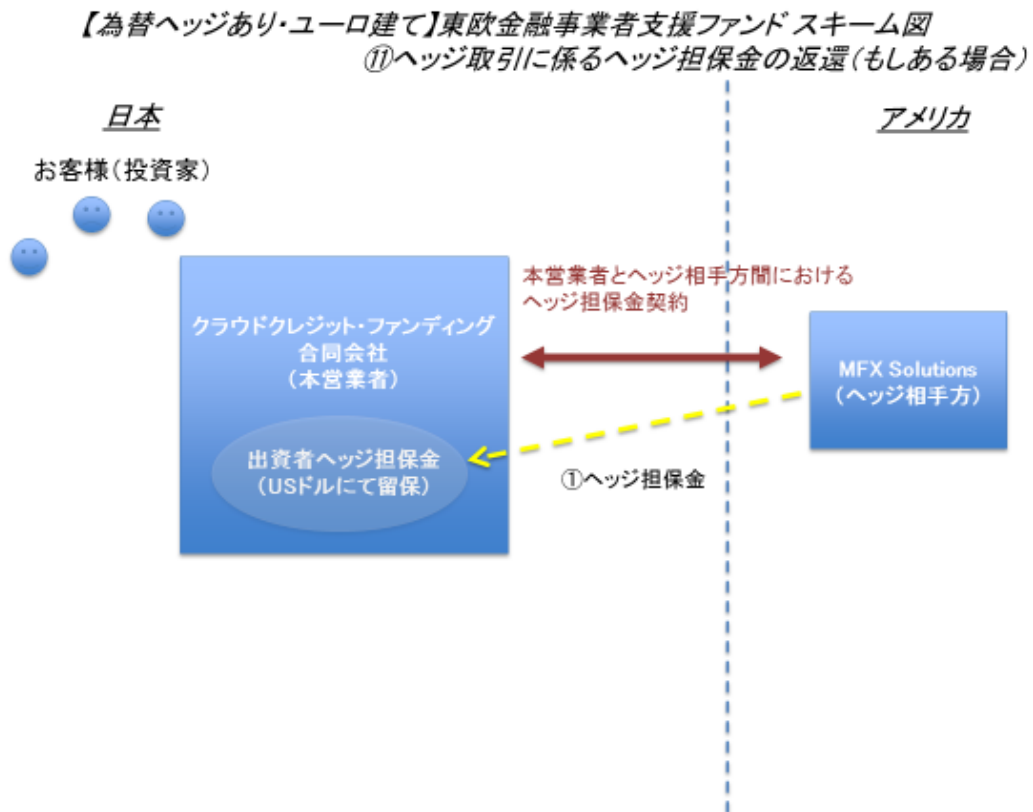 【為替ヘッジあり・ユーロ建て】東欧金融事業者支援ファンド スキーム図
⑪ヘッジ取引に係るヘッジ担保金の返還(もしある場合)
日本
アメリカ
お客様(投資家)
本営業者とヘッジ相手方間における
ヘッジ担保金契約
クラウドクレジット・ファンディング
合同会社
(本営業者)
MFX Solutions
(ヘッジ相手方)
出資者ヘッジ担保金
(USドルにて留保)
①ヘッジ担保金